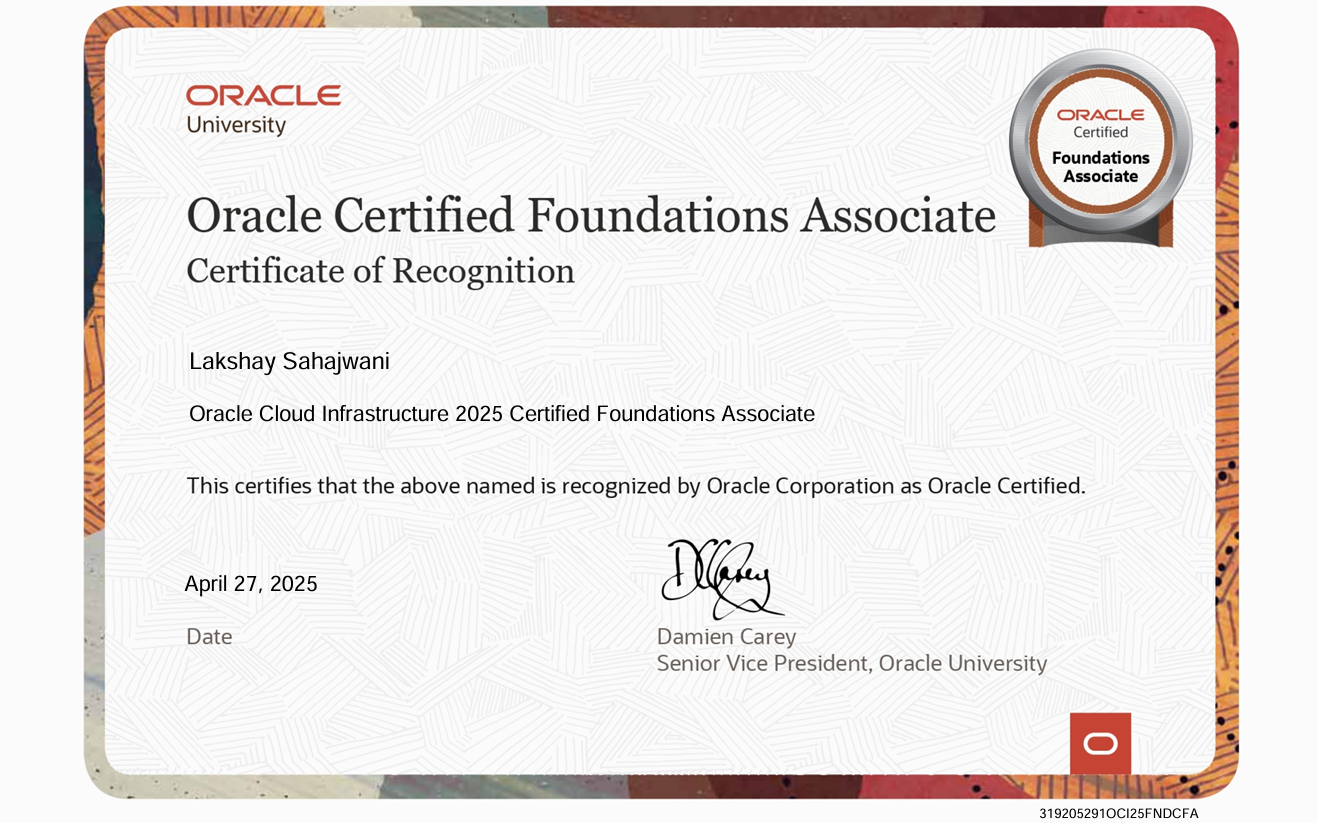 ORACLE
University
ORACLE
Certified
Foundations
Associate
Oracle Certified Foundations Associate
Certificate of Recognition
Lakshay Sahajwani
Oracle Cloud Infrastructure 2025 Certified Foundations Associate
This certifies that the above named is recognized by Oracle Corporation as Oracle Certified.
DCarey
April 27, 2025
Date
Damien Carey
Senior Vice President, Oracle University
319205291OCI25FNDCFA